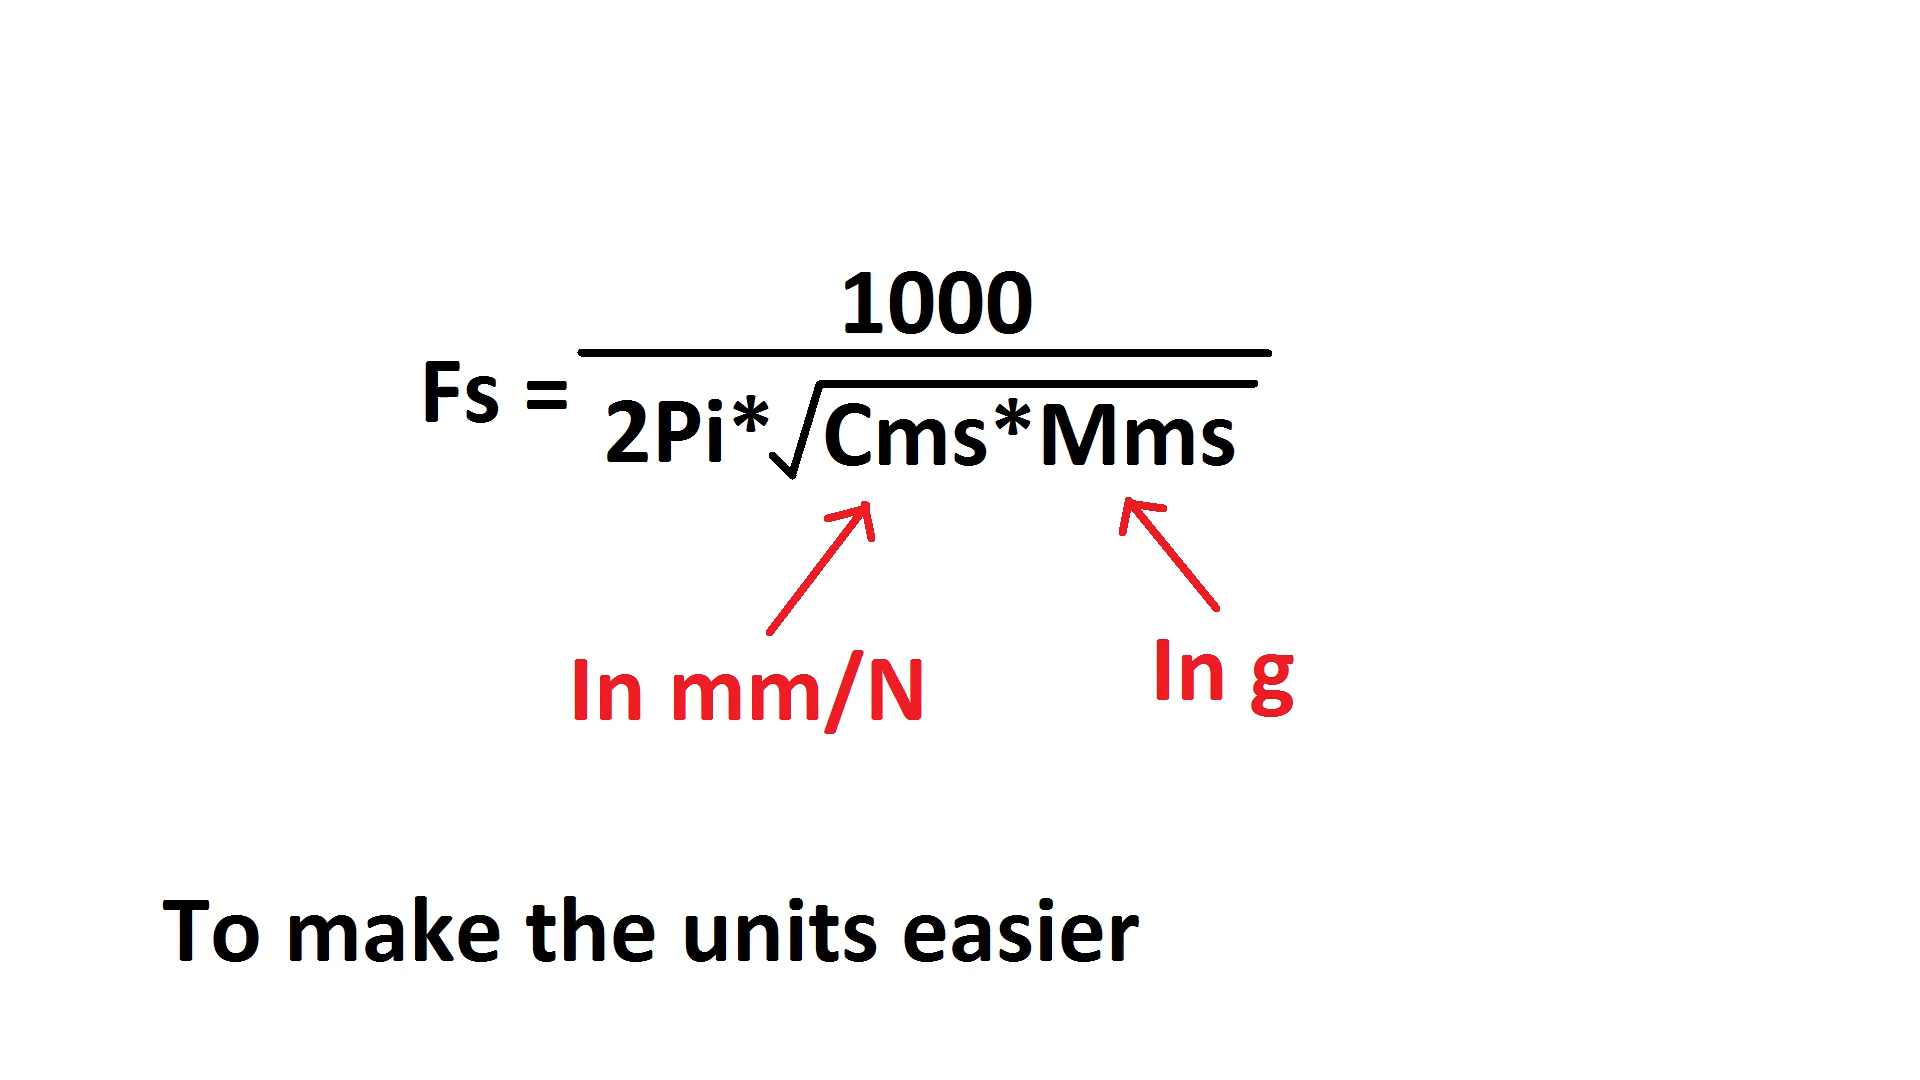 1000
Fs =
2Pi*√Cms*Mms
In mm/N
In g
To make the units easier